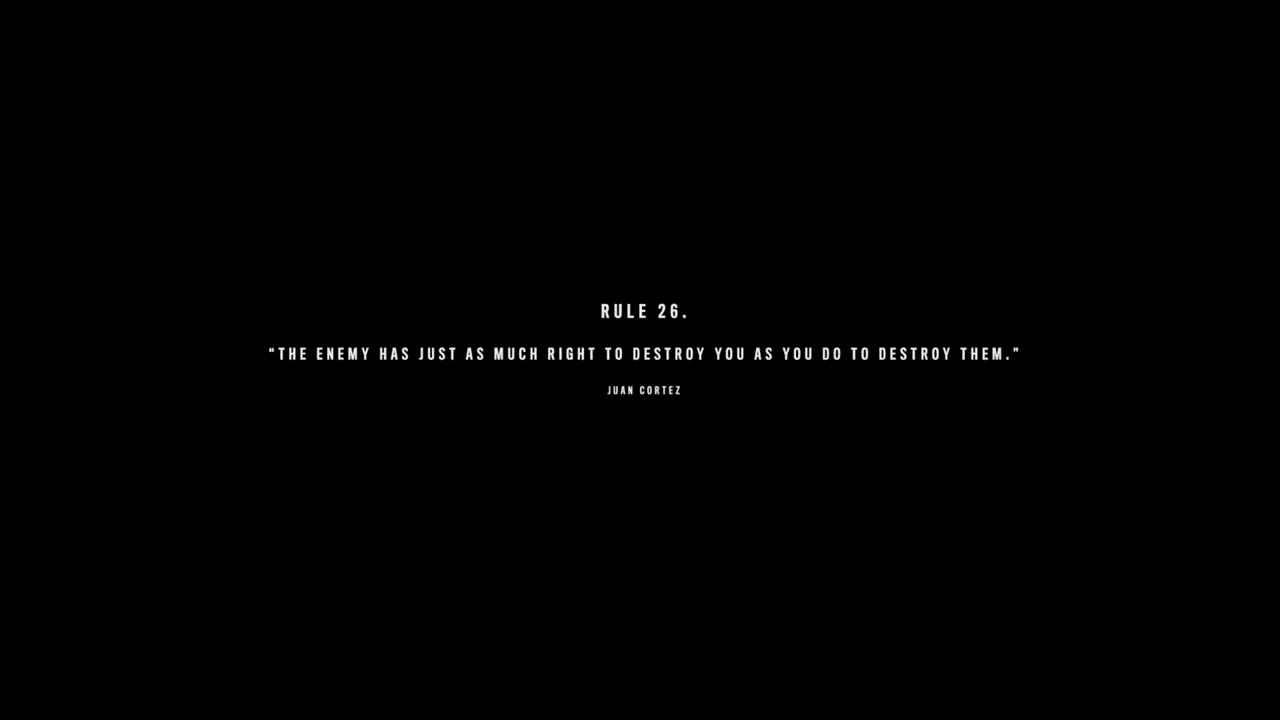 RULE 26.
“THE ENEMY HAS JUST AS MUCH RIGHT TO DESTROY YOU AS YOU DO TO DESTROY THEM.”
JUAN CORTEZ